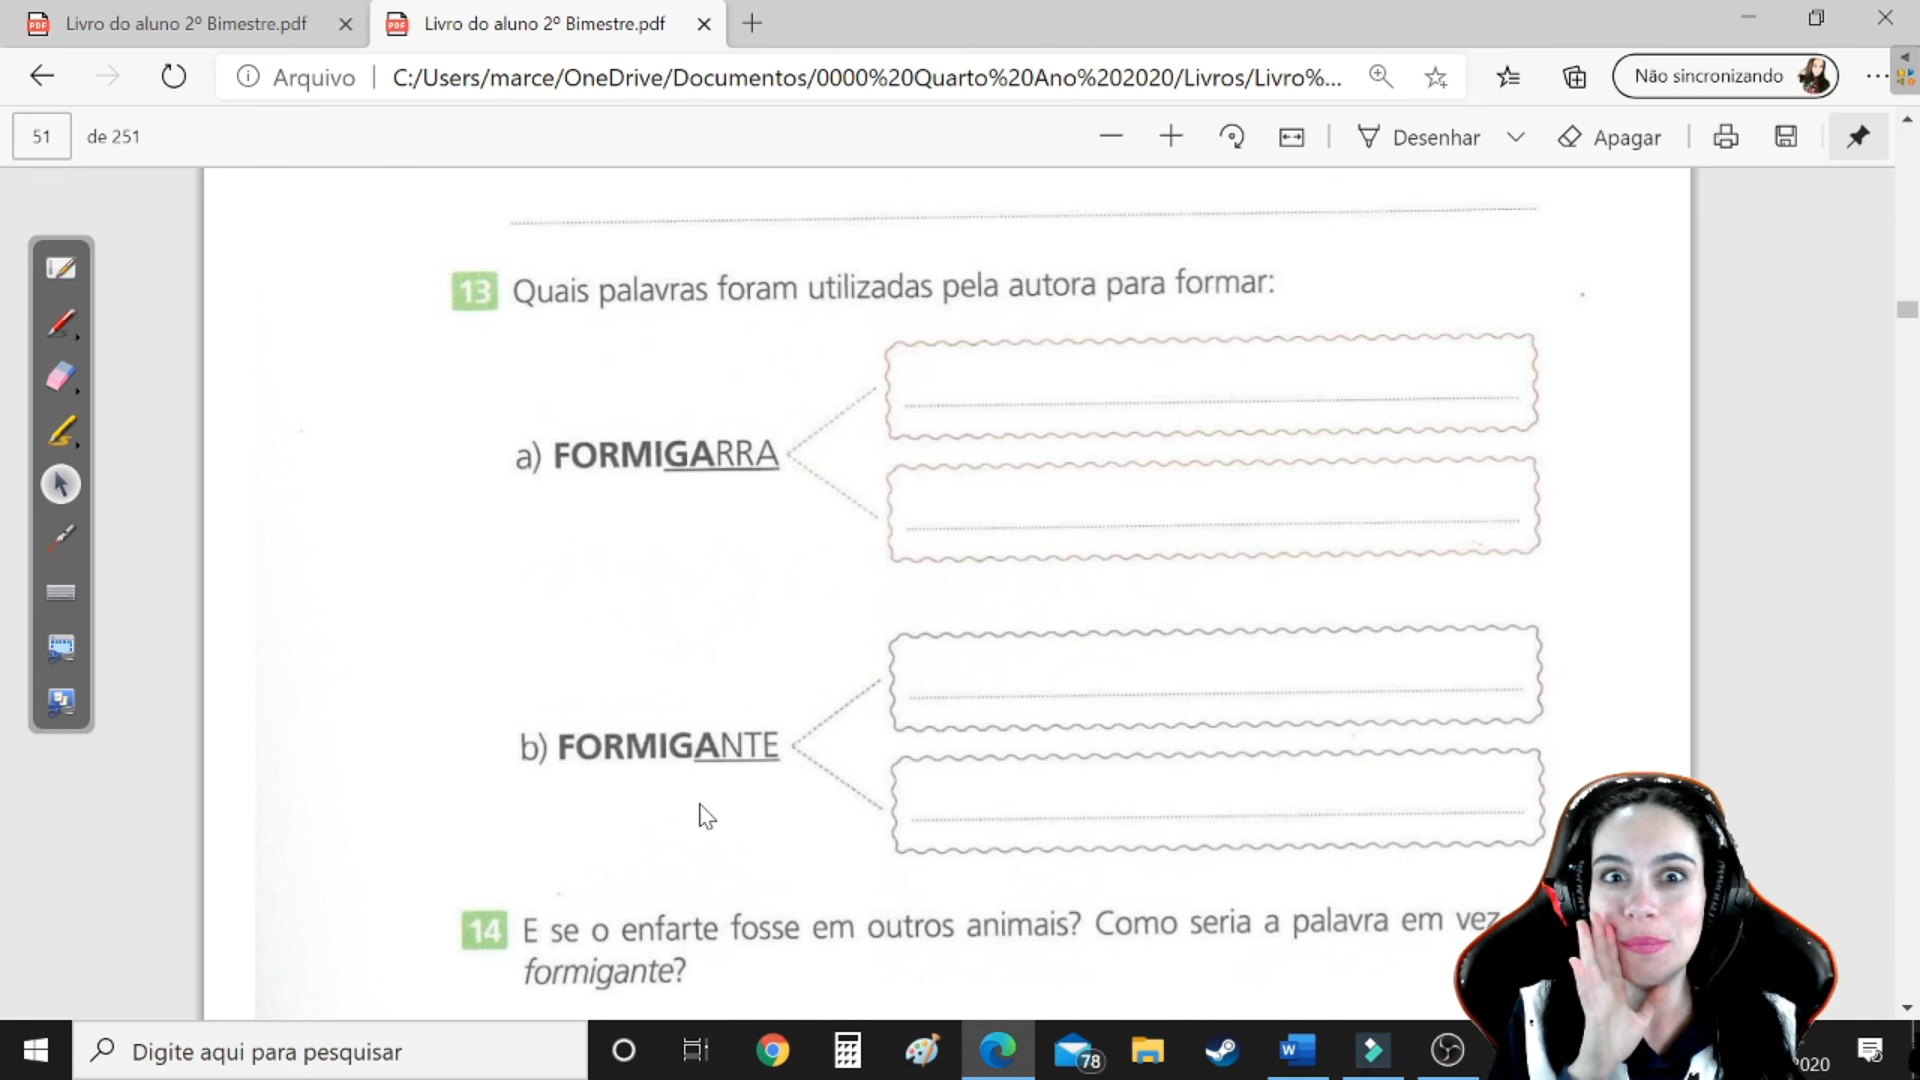 Livro do aluno 2º Bimestre.pdf
Livro do aluno 2º Bimestre.pdf
Arquivo
C:/Users/marce/OneDrive/Documentos/0000%20Quarto%20Ano%202020/Livros/Livro%...
Não sincronizando
51 de 251
Desenhar
Apagar
13 Quais palavras foram utilizadas pela autora para formar:
a) FORMIGARRA
b) FORMIGANTE
14 E se o enfarte fosse em outros animais? Como seria a palavra em vez
formigante?
Digite aqui para pesquisar
78